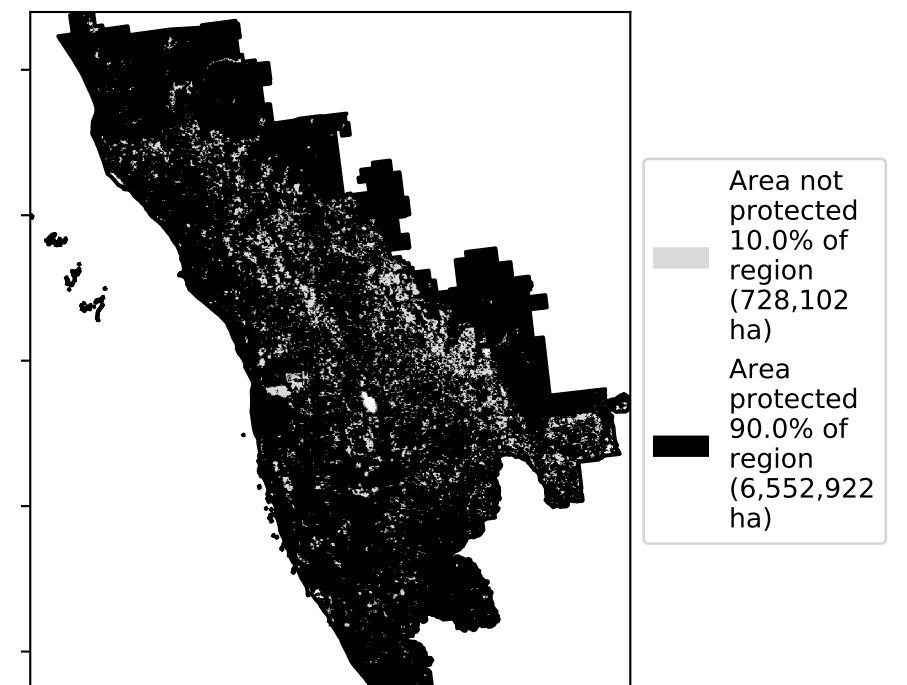 Area not
protected
10.0% of
region
(728,102
ha)
Area
protected
90.0% of
region
(6,552,922
ha)